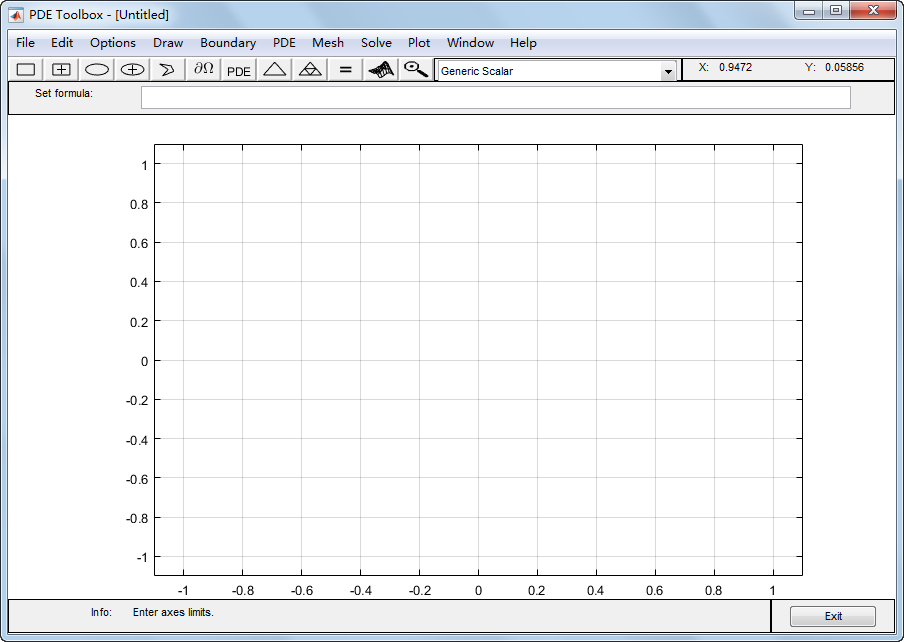 PDE Toolbox - [Untitled]
File Edit Options Draw Boundary PDE Mesh Solve Plot Window Help
∂Ω PDE = Generic Scalar X: 0.9472 Y: 0.05856
Set formula:
1
0.8
0.6
0.4
0.2
0
-0.2
-0.4
-0.6
-0.8
-1
-1 -0.8 -0.6 -0.4 -0.2 0 0.2 0.4 0.6 0.8 1
Info: Enter axes limits. Exit